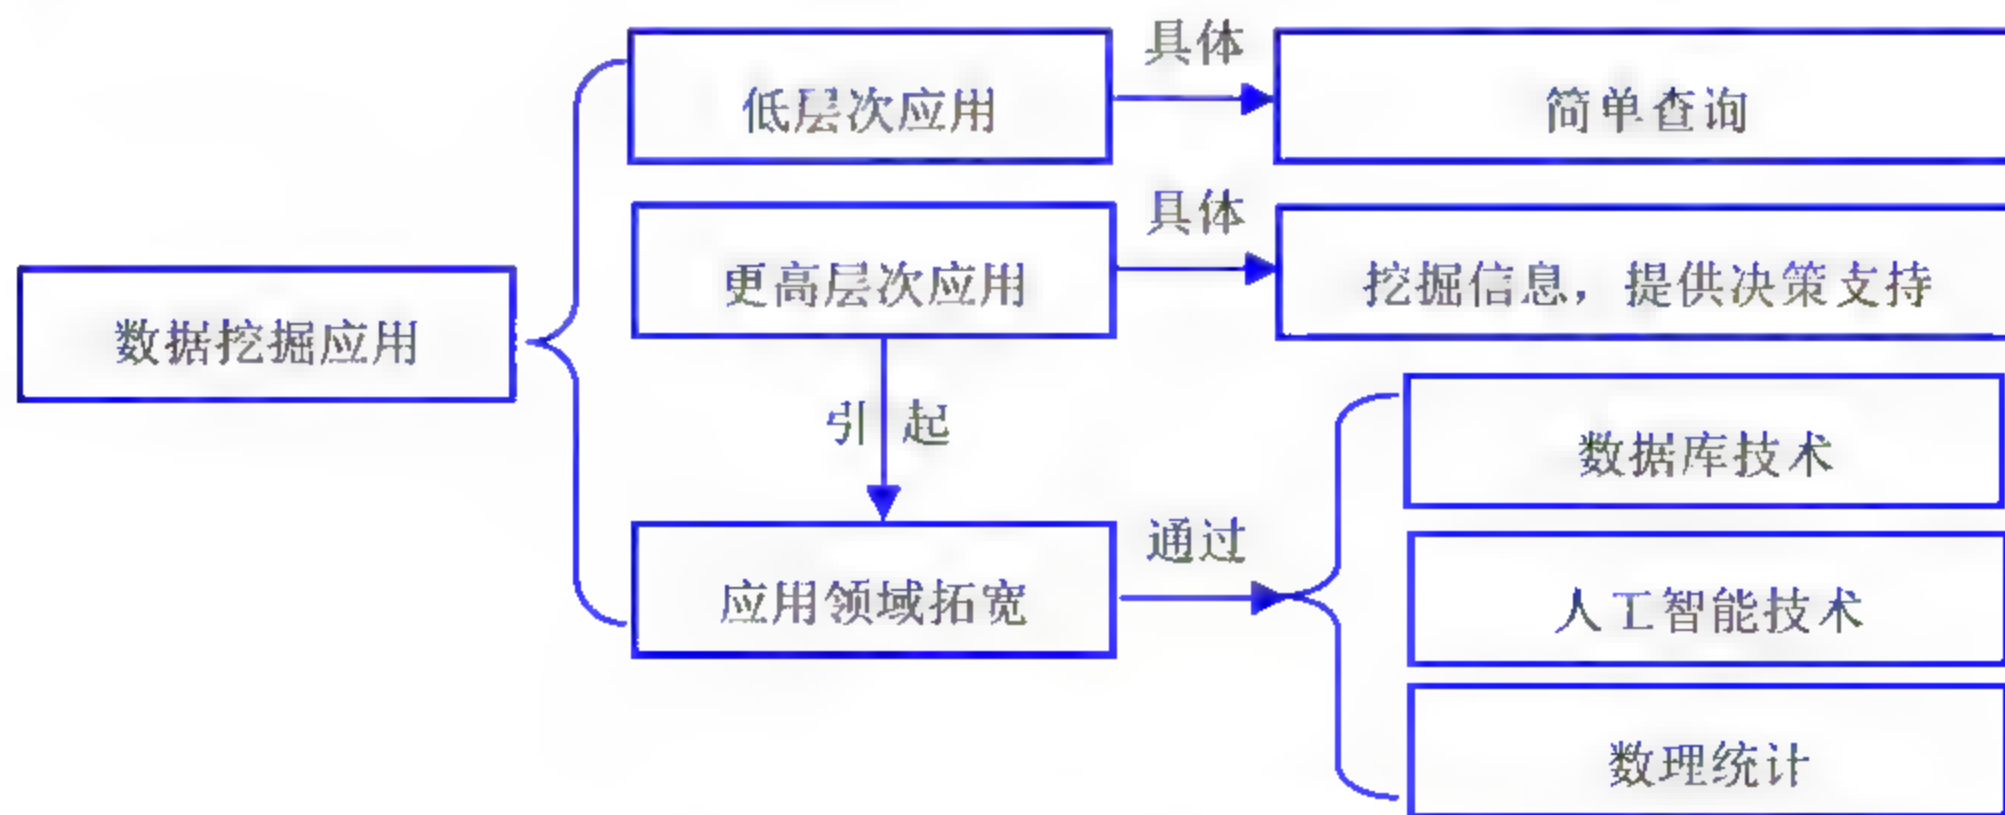 具体
低层次应用
简单查询
具体
更高层次应用
挖掘信息，提供决策支持
数据挖掘应用
引起
数据库技术
通过
应用领域拓宽
人工智能技术
数理统计